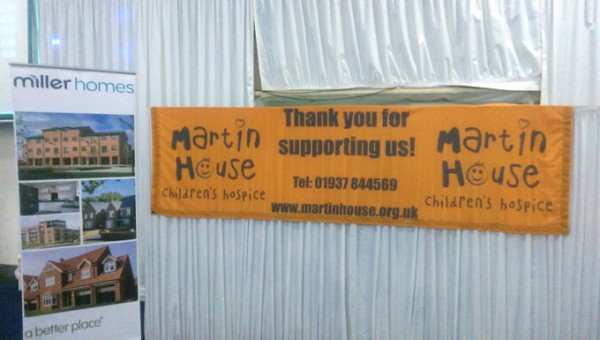 miller homes
a better place
Martin
House
children's hospice
Thank you for
supporting us!
Tel: 01937 844569
www.martinhouse.org.uk
Martin
House
children's hospice